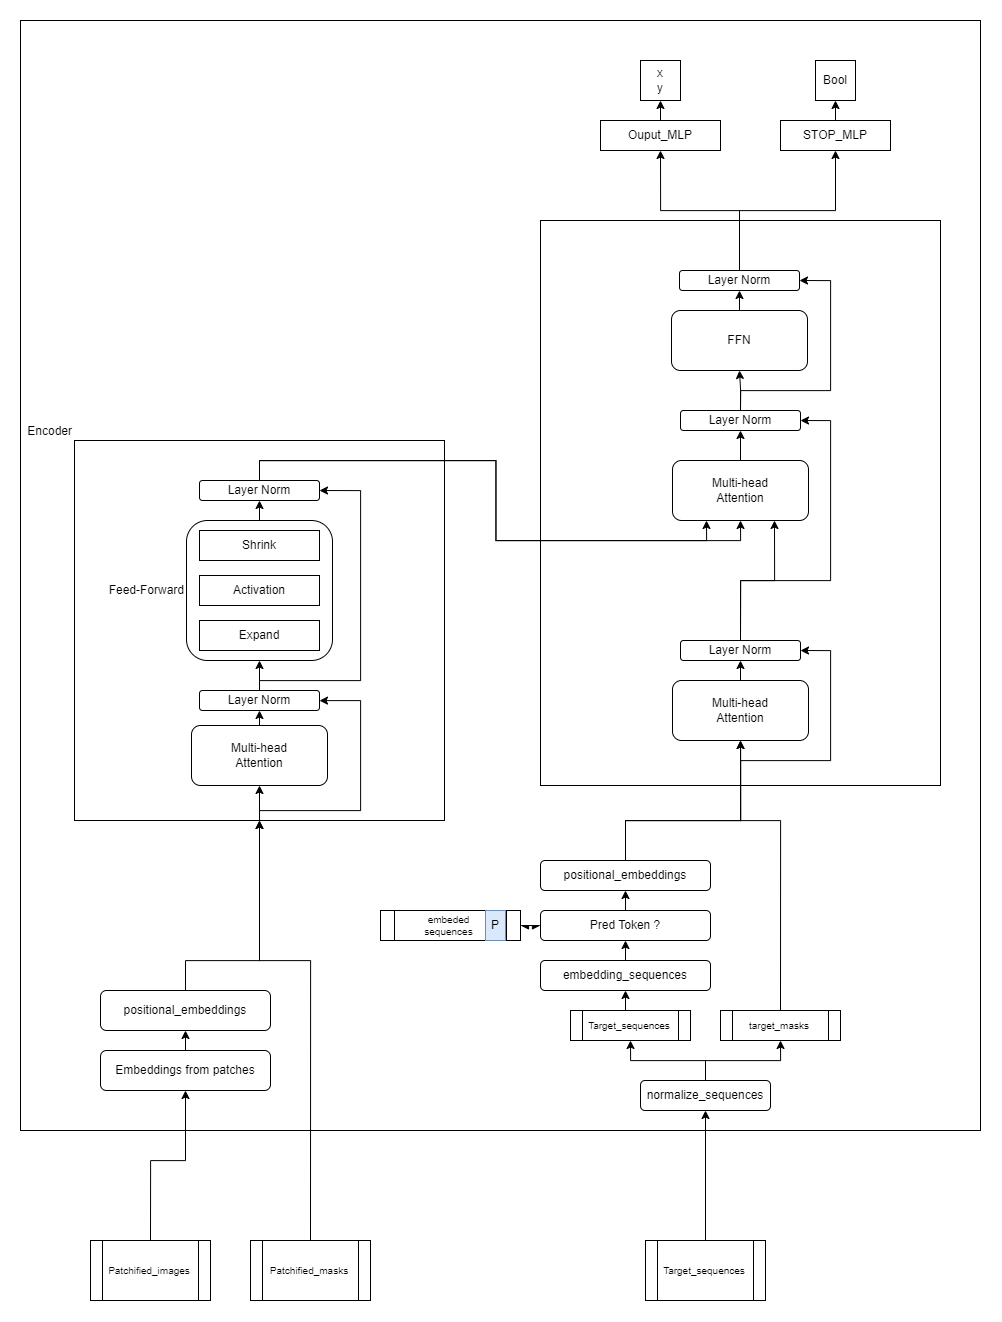 x
y
Bool
Ouput_MLP
STOP_MLP
Layer Norm
FFN
Layer Norm
Encoder
Multi-head
Attention
Layer Norm
Shrink
Feed-Forward
Activation
Expand
Layer Norm
Layer Norm
Multi-head
Attention
Multi-head
Attention
positional_embeddings
embeded
sequences
P
Pred Token ?
embedding_sequences
positional_embeddings
Target_sequences
target_masks
Embeddings from patches
normalize_sequences
Patchified_images
Patchified_masks
Target_sequences